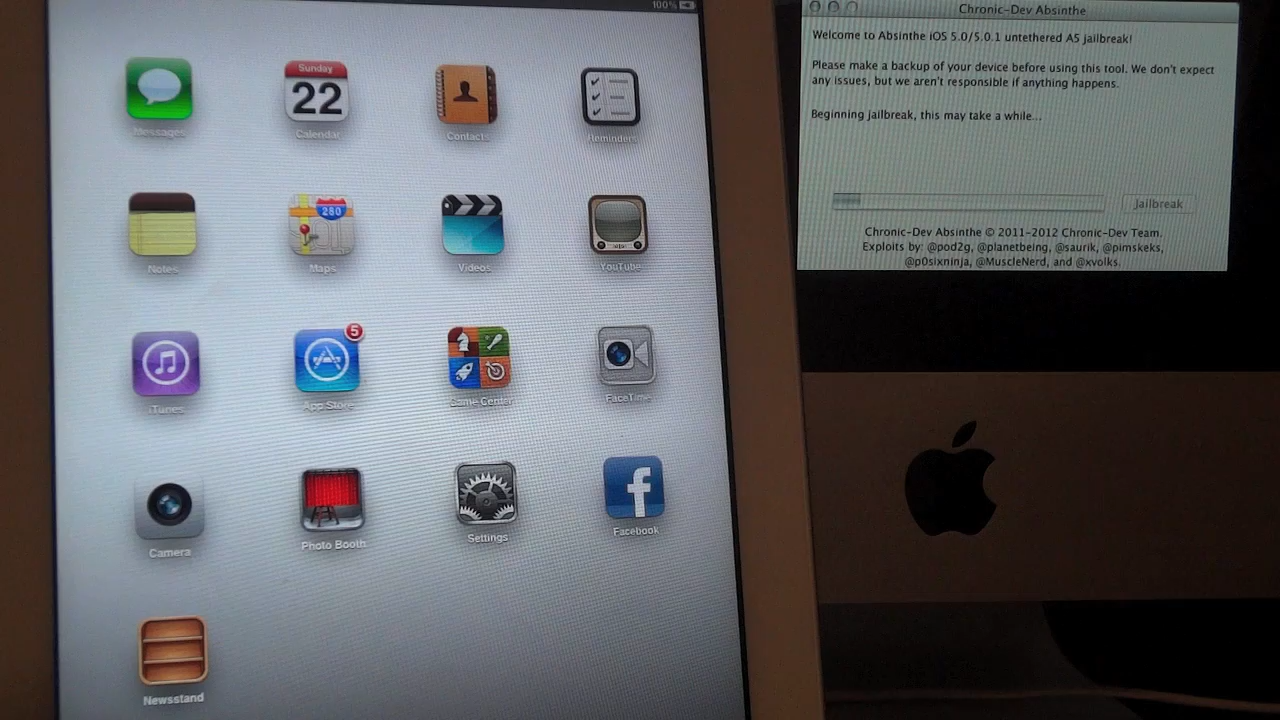 100%
Sunday
22
Messages
Calendar
Contacts
Reminders
280
Notes
Maps
Videos
YouTube
5
iTunes
App Store
Game Center
FaceTime
f
Camera
Photo Booth
Settings
Facebook
Newsstand
Chronic-Dev Absinthe
Welcome to Absinthe iOS 5.0/5.0.1 untethered A5 jailbreak!
Please make a backup of your device before using this tool. We don't expect
any issues, but we aren't responsible if anything happens.
Beginning jailbreak, this may take a while...
Jailbreak
Chronic-Dev Absinthe © 2011-2012 Chronic-Dev Team.
Exploits by: @pod2g, @planetbeing, @saurik, @pimskeks,
@p0sixninja, @MuscleNerd, and @xvolks.